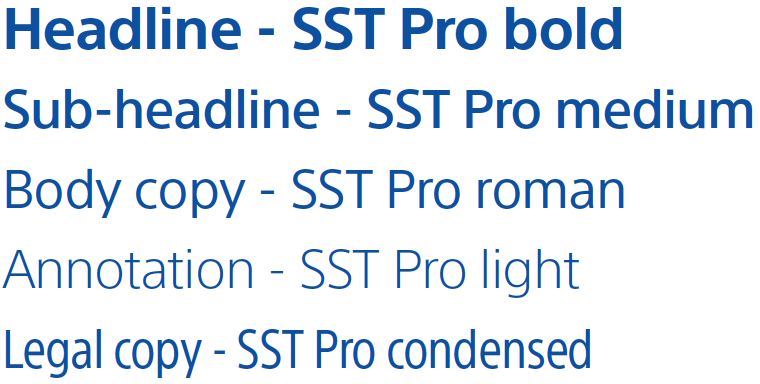 Headline - SST Pro bold
Sub-headline - SST Pro medium
Body copy - SST Pro roman
Annotation - SST Pro light
Legal copy - SST Pro condensed